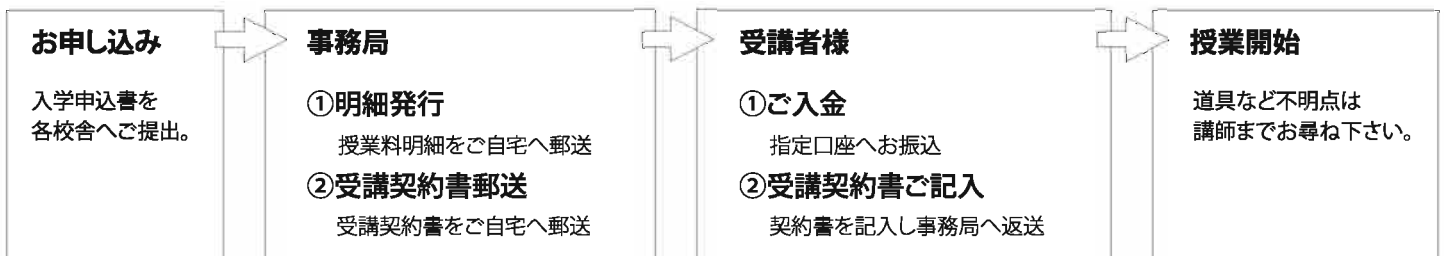 お申し込み
入学申込書を
各校舎へご提出。
事務局
①明細発行
授業料明細をご自宅へ郵送
②受講契約書郵送
受講契約書をご自宅へ郵送
受講者様
①ご入金
指定口座へお振込
②受講契約書ご記入
契約書を記入し事務局へ返送
授業開始
道具など不明点は
講師までお尋ね下さい。